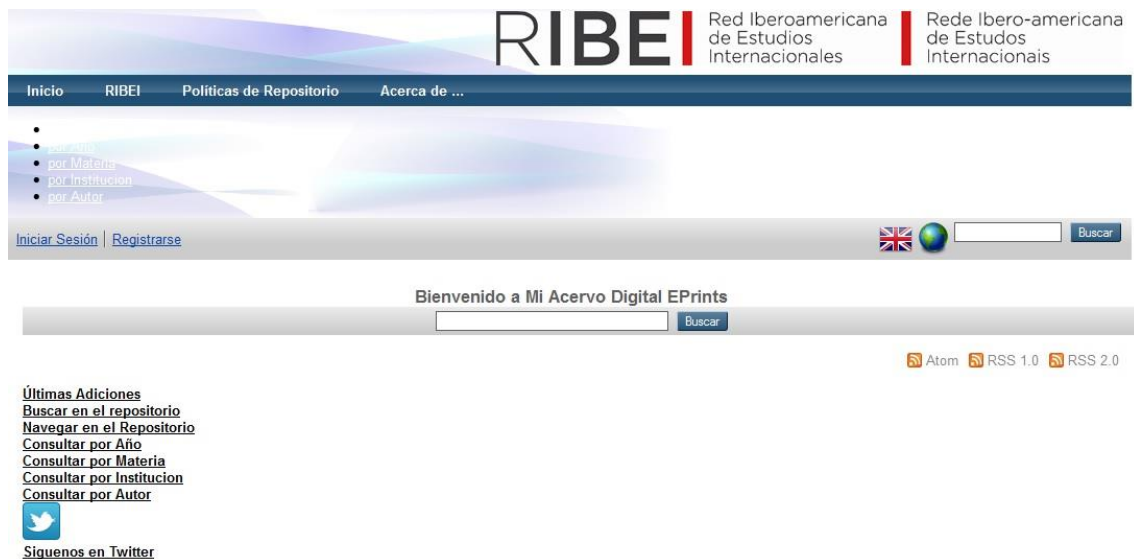 RIBEI
Red Iberoamericana
de Estudios
Internacionales
Rede Ibero-americana
de Estudos
Internacionais
Inicio RIBEI Políticas de Repositorio Acerca de ...
por Año
por Materia
por Institucion
por Autor
Iniciar Sesión | Registrarse
Buscar
Bienvenido a Mi Acervo Digital EPrints
Buscar
Atom RSS 1.0 RSS 2.0
Últimas Adiciones
Buscar en el repositorio
Navegar en el Repositorio
Consultar por Año
Consultar por Materia
Consultar por Institucion
Consultar por Autor
Siguenos en Twitter